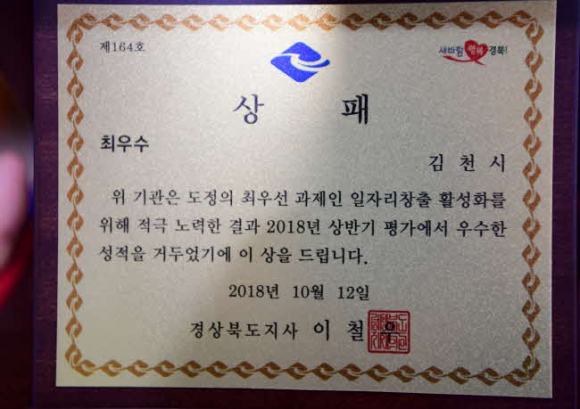 제164호
새바람 행복 경북!
상 패
최우수
김 천 시
위 기관은 도정의 최우선 과제인 일자리창출 활성화를
위해 적극 노력한 결과 2018년 상반기 평가에서 우수한
성적을 거두었기에 이 상을 드립니다.
2018년 10월 12일
경상북도지사 이 철 우